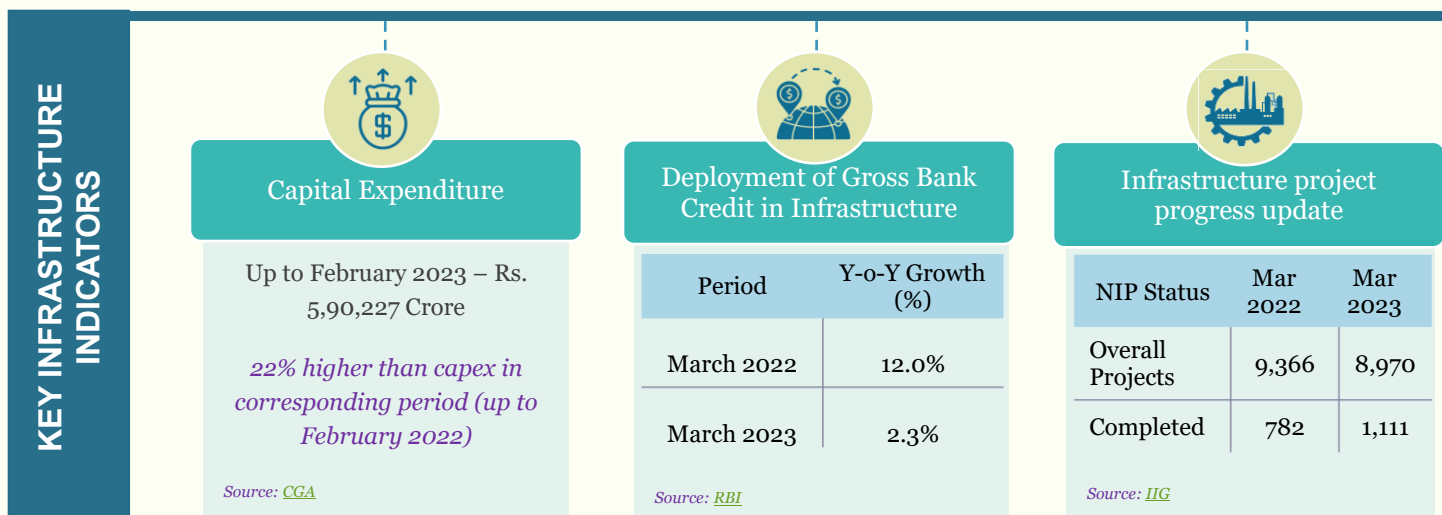 KEY INFRASTRUCTURE
INDICATORS
Capital Expenditure
Up to February 2023 – Rs.
5,90,227 Crore
22% higher than capex in
corresponding period (up to
February 2022)
Source: CGA
Deployment of Gross Bank
Credit in Infrastructure
Period Y-o-Y Growth
(%)
March 2022 12.0%
March 2023 2.3%
Source: RBI
Infrastructure project
progress update
NIP Status Mar
2022 Mar
2023
Overall
Projects 9,366 8,970
Completed 782 1,111
Source: IIG